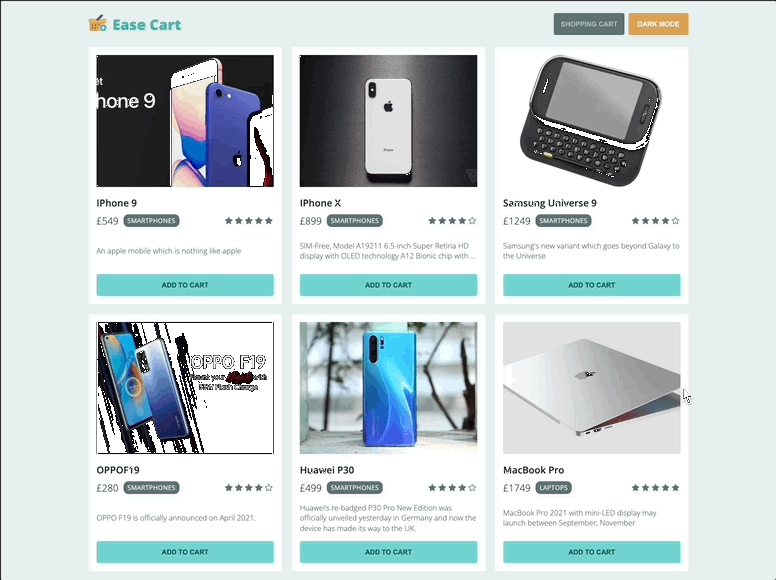 Ease Cart
SHOPPING CART
DARK MODE
hone 9
IPhone 9
£549 SMARTPHONES
An apple mobile which is nothing like apple
ADD TO CART
iPhone
IPhone X
£899 SMARTPHONES
SIM-Free, Model A19211 6.5-inch Super Retina HD
display with OLED technology A12 Bionic chip with ...
ADD TO CART
Samsung Universe 9
£1249 SMARTPHONES
Samsung's new variant which goes beyond Galaxy to
the Universe
ADD TO CART
OPPO F19
your with
Flash Charge
OPPOF19
£280 SMARTPHONES
OPPO F19 is officially announced on April 2021.
ADD TO CART
Huawei P30
£499 SMARTPHONES
Huawei's re-badged P30 Pro New Edition was
officially unveiled yesterday in Germany and now the
device has made its way to the UK.
ADD TO CART
MacBook Pro
£1749 LAPTOPS
MacBook Pro 2021 with mini-LED display may
launch between September, November
ADD TO CART